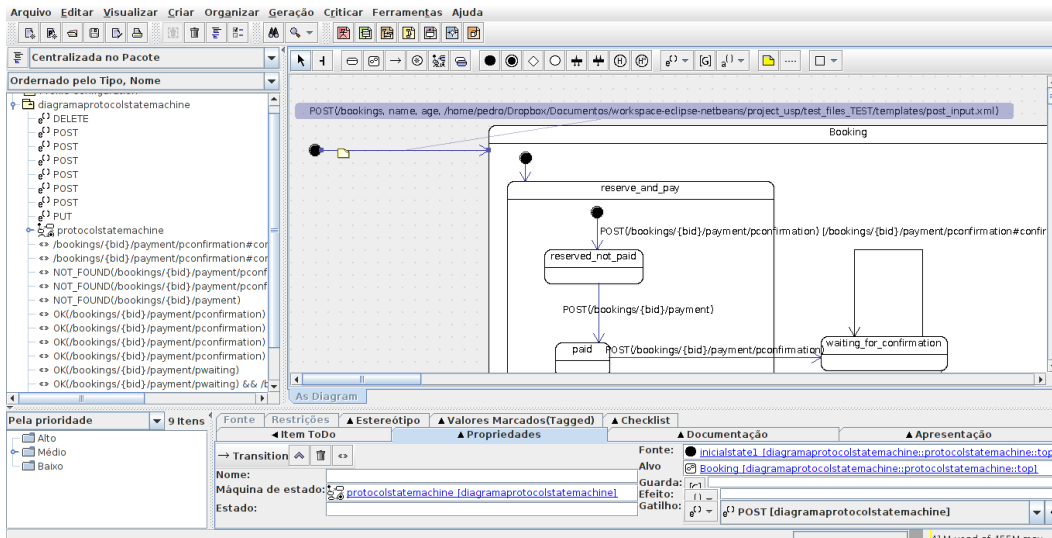 Arquivo Editar Visualizar Criar Organizar Geração Criticar Ferramentas Ajuda
Centralizada no Pacote
Ordernado pelo Tipo, Nome
diagramaprotocolstatemachine
DELETE
POST
POST
POST
POST
POST
POST
PUT
protocolstatemachine
/bookings/{bid}/payment/pconfirmation#cor
/bookings/{bid}/payment/pconfirmation#cor
NOT_FOUND(/bookings/{bid}/payment/pconf
NOT_FOUND(/bookings/{bid}/payment/pconf
NOT_FOUND(/bookings/{bid}/payment)
OK(/bookings/{bid}/payment/pconfirmation)
OK(/bookings/{bid}/payment/pconfirmation)
OK(/bookings/{bid}/payment/pconfirmation)
OK(/bookings/{bid}/payment/pconfirmation)
OK(/bookings/{bid}/payment/pwaiting)
OK(/bookings/{bid}/payment/pwaiting) && /b
[G]
POST(/bookings, name, age, /home/pedro/Dropbox/Documentos/workspace-eclipse-netbeans/project_usp/test_files_TEST/templates/post_input.xml)
Booking
reserve_and_pay
POST(/bookings/{bid}/payment/pconfirmation) [/bookings/{bid}/payment/pconfirmation#confir
reserved_not_paid
POST(/bookings/{bid}/payment)
paid
POST(/bookings/{bid}/payment/pconfirmation)
waiting_for_confirmation
As Diagram
Pela prioridade 9 Itens
Alto
Médio
Baixo
Fonte Restrições Estereótipo Valores Marcados(Tagged) Checklist
Item ToDo Propriedades Documentação Apresentação
Transition
Nome:
Máquina de estado: protocolstatemachine [diagramaprotocolstatemachine]
Estado:
Fonte: inicialstate1 [diagramaprotocolstatemachine::protocolstatemachine::top]
Alvo Booking [diagramaprotocolstatemachine::protocolstatemachine::top]
Guarda:
Efeito:
Gatilho: POST [diagramaprotocolstatemachine]